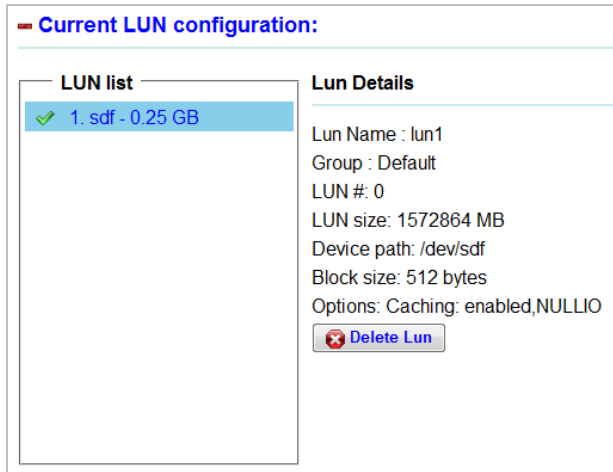 Current LUN configuration:
LUN list
1. sdf - 0.25 GB
Lun Details
Lun Name : lun1
Group : Default
LUN #: 0
LUN size: 1572864 MB
Device path: /dev/sdf
Block size: 512 bytes
Options: Caching: enabled,NULLIO
Delete Lun